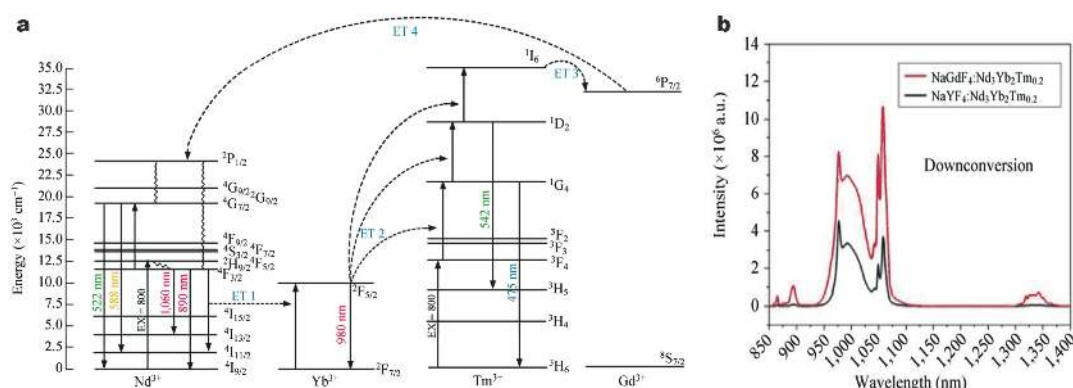 a
ET 4
35.0
32.5
30.0
27.5
25.0
22.5
20.0
17.5
15.0
12.5
10.0
7.5
5.0
2.5
0
Energy (×10³ cm⁻¹)
²P₁/₂
⁴G₉/₂ ²G₉/₂
⁴G₇/₂
⁴F₉/₂
⁴S₃/₂ ⁴F₇/₂
²H₉/₂ ⁴F₅/₂
⁴F₃/₂
⁴I₁₅/₂
⁴I₁₃/₂
⁴I₁₁/₂
⁴I₉/₂
522 nm
588 nm
EX = 800
1,060 nm
890 nm
ET 1
Nd³⁺
²F₅/₂
980 nm
²F₇/₂
Yb³⁺
ET 2
¹I₆
ET 3
¹D₂
¹G₄
³F₂
³F₃
³F₄
³H₅
³H₄
³H₆
542 nm
475 nm
EX = 800
⁶P₇/₂
⁸S₇/₂
Gd³⁺
b
NaGdF₄:Nd₃Yb₂Tm₀.₂
NaYF₄:Nd₃Yb₂Tm₀.₂
Downconversion
Intensity (×10⁶ a.u.)
14
12
10
8
6
4
2
0
850
900
950
1,000
1,050
1,100
1,150
1,200
1,250
1,300
1,350
1,400
Wavelength (nm)